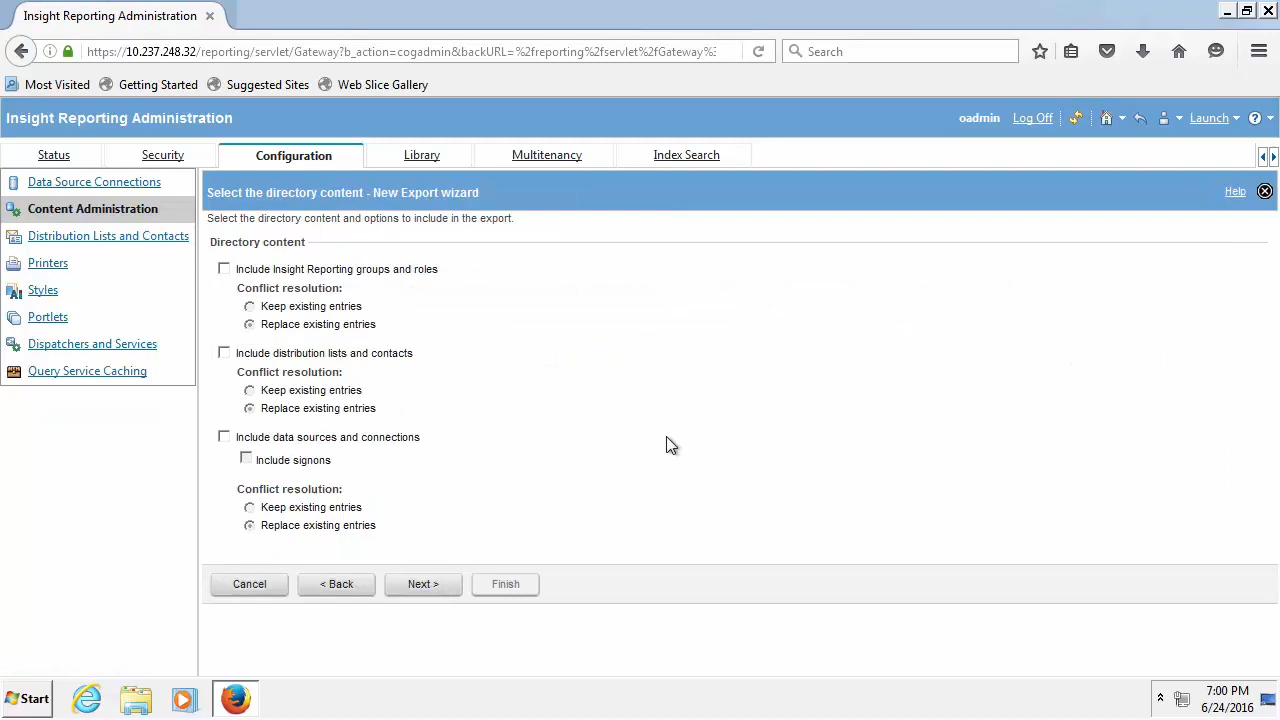 Insight Reporting Administration
https://10.237.248.32/reporting/servlet/Gateway?b_action=cogadmin&backURL=%2freporting%2fservlet%2fGateway%3
Search
Most Visited Getting Started Suggested Sites Web Slice Gallery
Insight Reporting Administration oadmin Log Off Launch
Status Security Configuration Library Multitenancy Index Search
Data Source Connections
Content Administration
Distribution Lists and Contacts
Printers
Styles
Portlets
Dispatchers and Services
Query Service Caching
Select the directory content - New Export wizard Help
Select the directory content and options to include in the export.
Directory content
Include Insight Reporting groups and roles
Conflict resolution:
Keep existing entries
Replace existing entries
Include distribution lists and contacts
Conflict resolution:
Keep existing entries
Replace existing entries
Include data sources and connections
Include signons
Conflict resolution:
Keep existing entries
Replace existing entries
Cancel < Back Next > Finish
Start
7:00 PM
6/24/2016